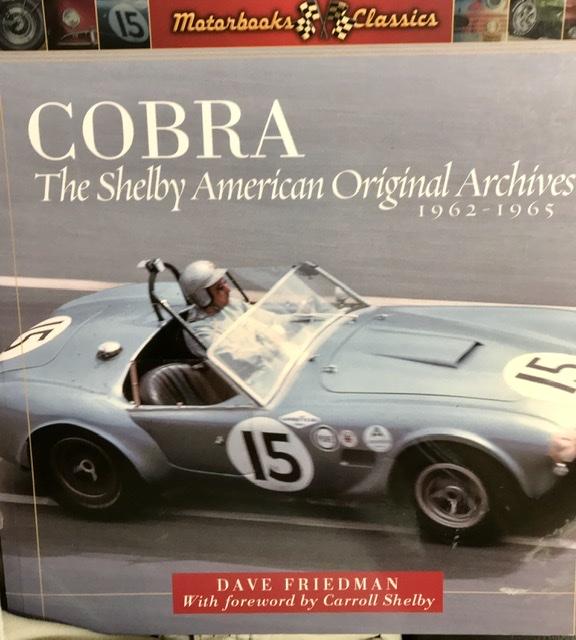 15
Motorbooks Classics
COBRA
The Shelby American Original Archives
1962-1965
15
15
15
DAVE FRIEDMAN
With foreword by Carroll Shelby